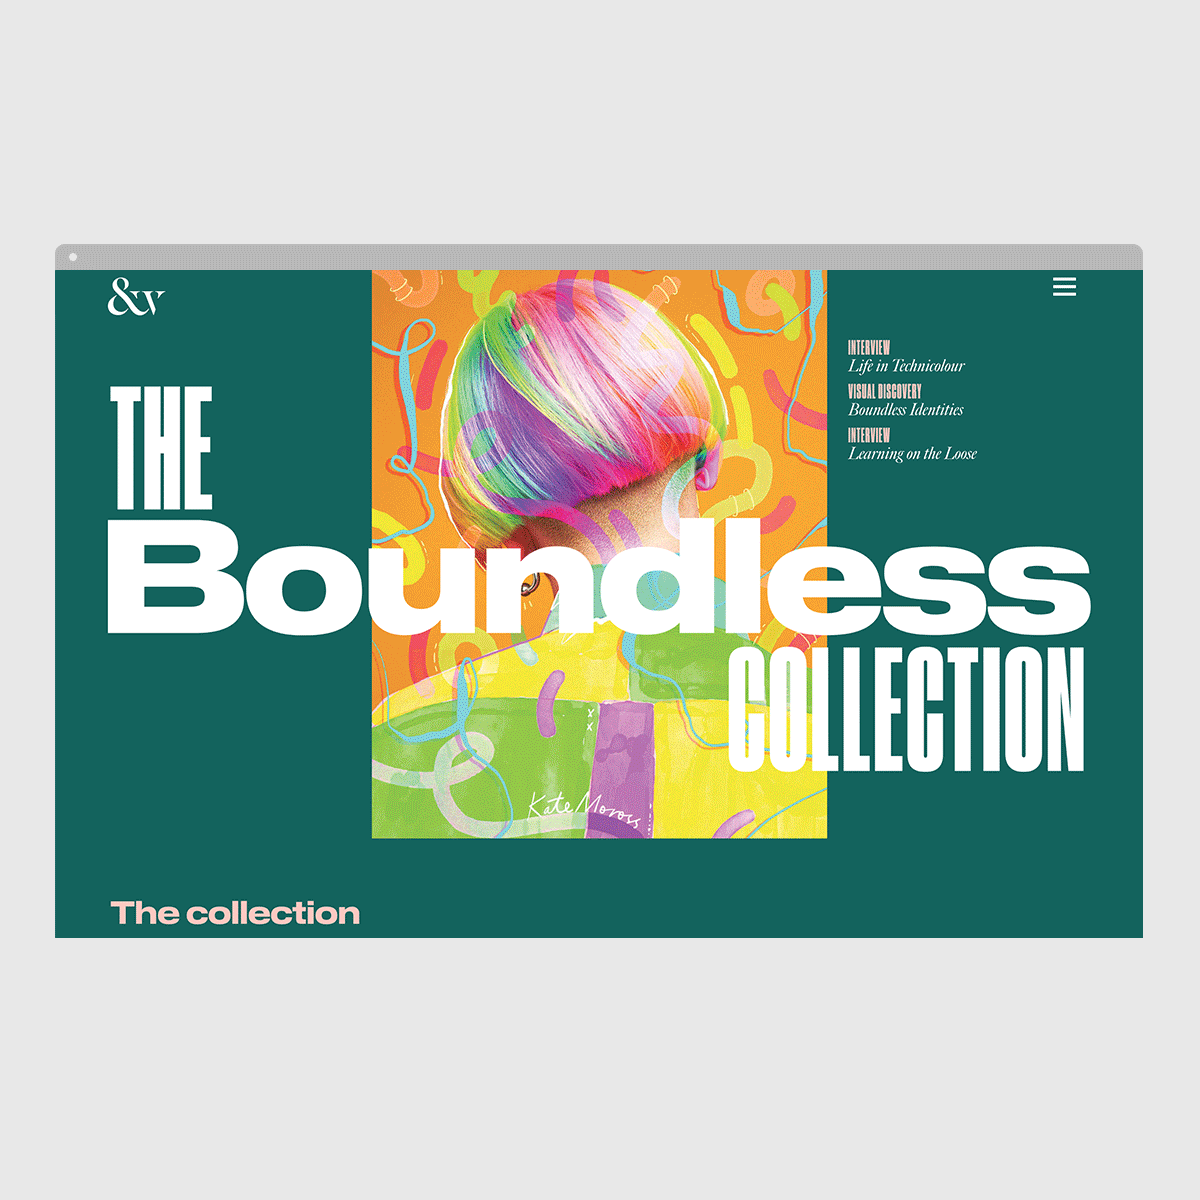 &v
INTERVIEW
Life in Technicolour
VISUAL DISCOVERY
Boundless Identities
INTERVIEW
Learning on the Loose
THE
Boundless
COLLECTION
Kate Moross
The collection